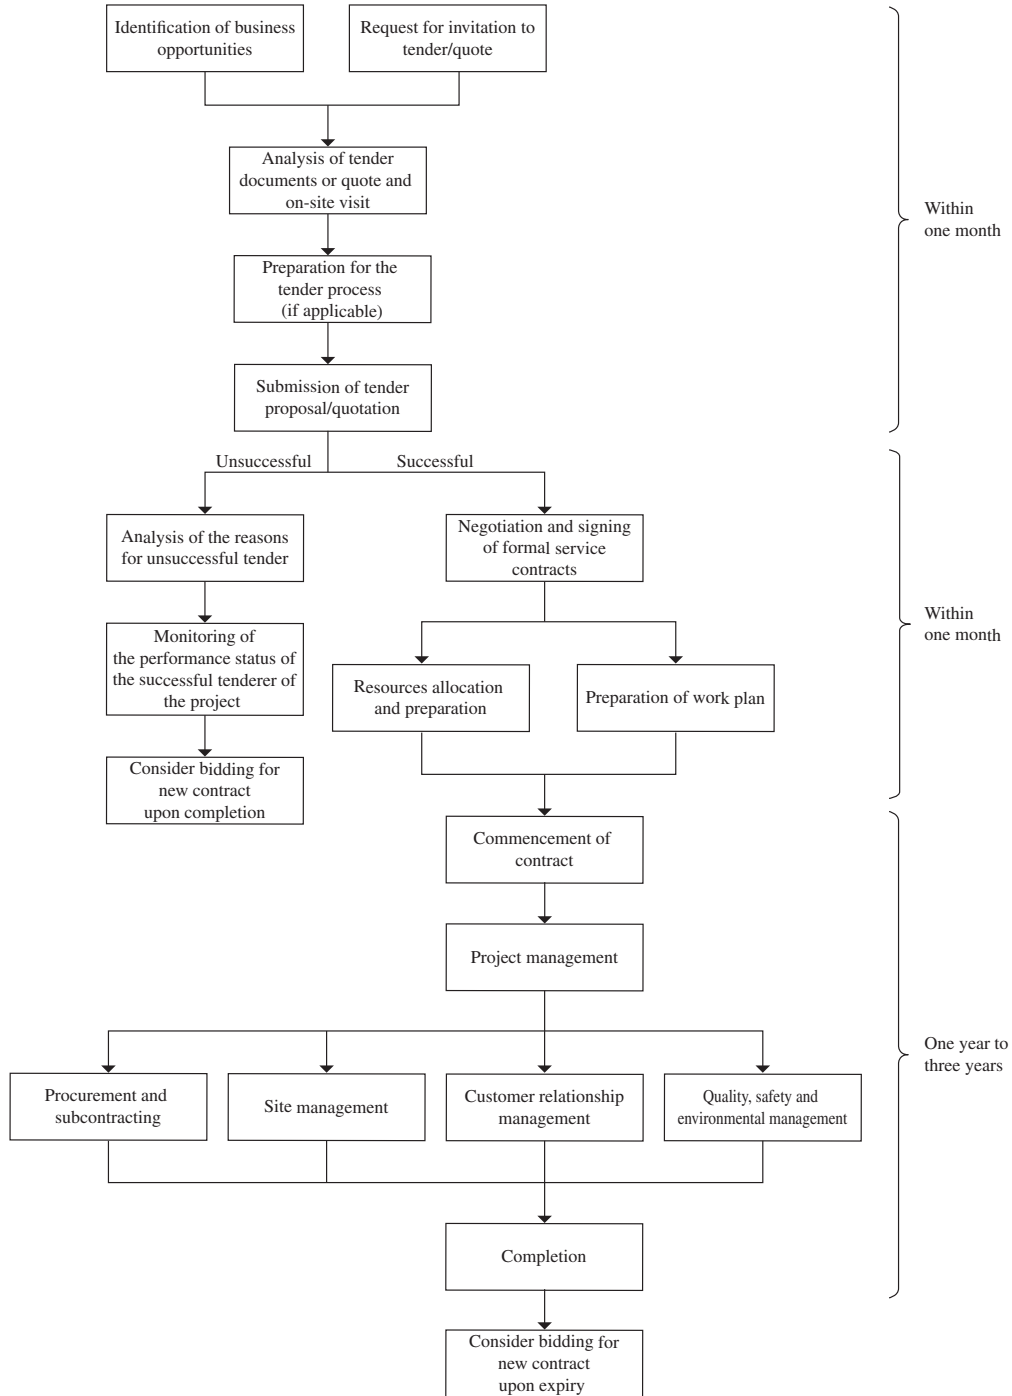 Identification of business
opportunities
Request for invitation to
tender/quote
Analysis of tender
documents or quote and
on-site visit
Preparation for the
tender process
(if applicable)
Submission of tender
proposal/quotation
Within
one month
Unsuccessful
Successful
Analysis of the reasons
for unsuccessful tender
Negotiation and signing
of formal service
contracts
Monitoring of
the performance status of
the successful tenderer of
the project
Resources allocation
and preparation
Preparation of work plan
Consider bidding for
new contract
upon completion
Within
one month
Commencement of
contract
Project management
Procurement and
subcontracting
Site management
Customer relationship
management
Quality, safety and
environmental management
Completion
One year to
three years
Consider bidding for
new contract
upon expiry